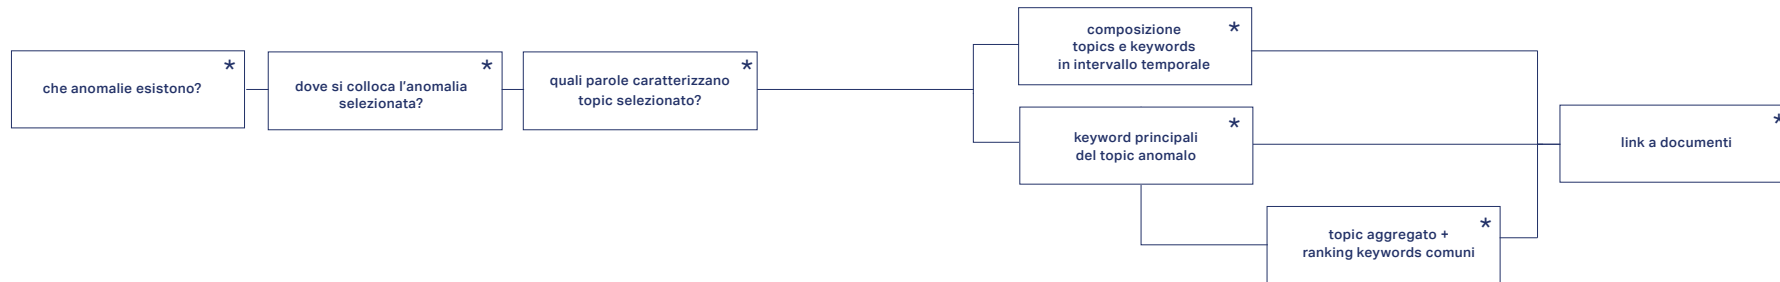 che anomalie esistono?
*
dove si colloca l’anomalia
selezionata?
*
quali parole caratterizzano
topic selezionato?
*
composizione
topics e keywords
in intervallo temporale
*
keyword principali
del topic anomalo
*
topic aggregato +
ranking keywords comuni
*
link a documenti
*